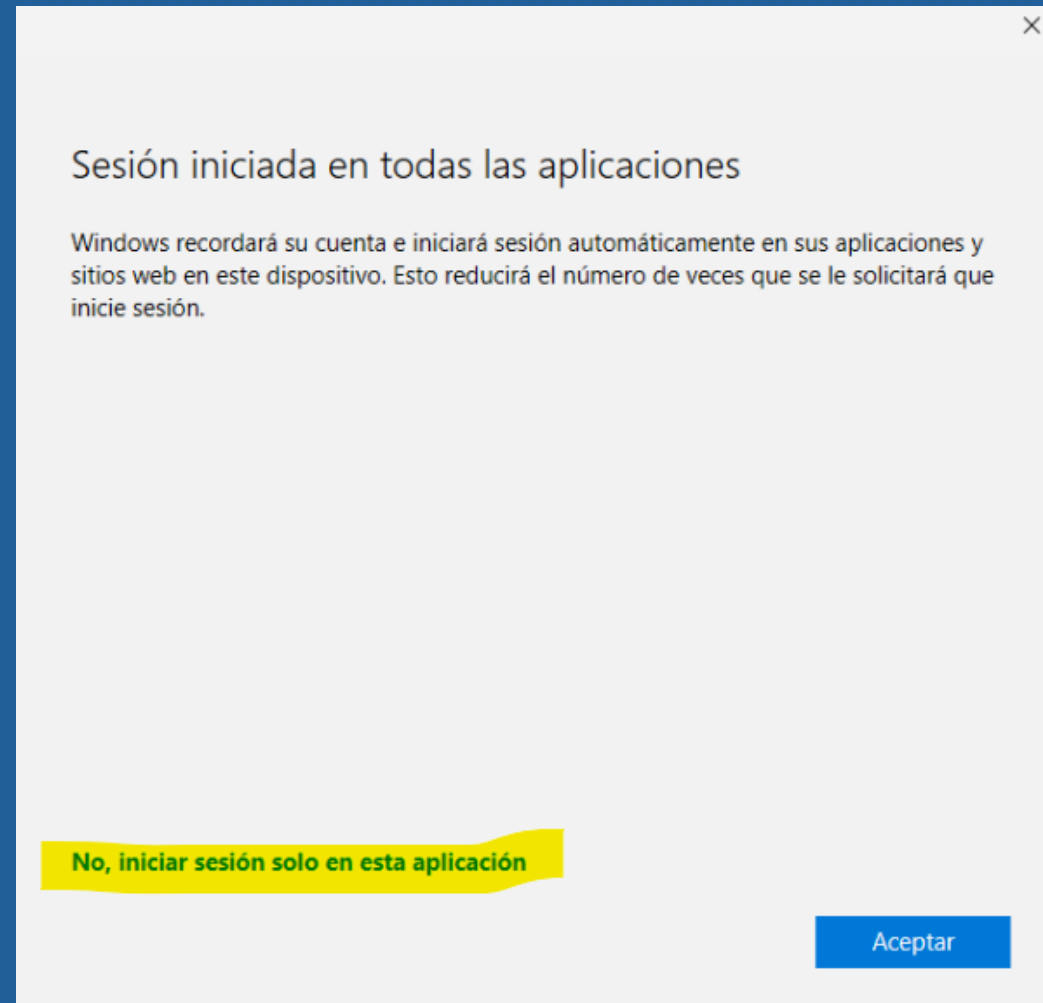 Sesión iniciada en todas las aplicaciones
Windows recordará su cuenta e iniciará sesión automáticamente en sus aplicaciones y
sitios web en este dispositivo. Esto reducirá el número de veces que se le solicitará que
inicie sesión.
No, iniciar sesión solo en esta aplicación
Aceptar